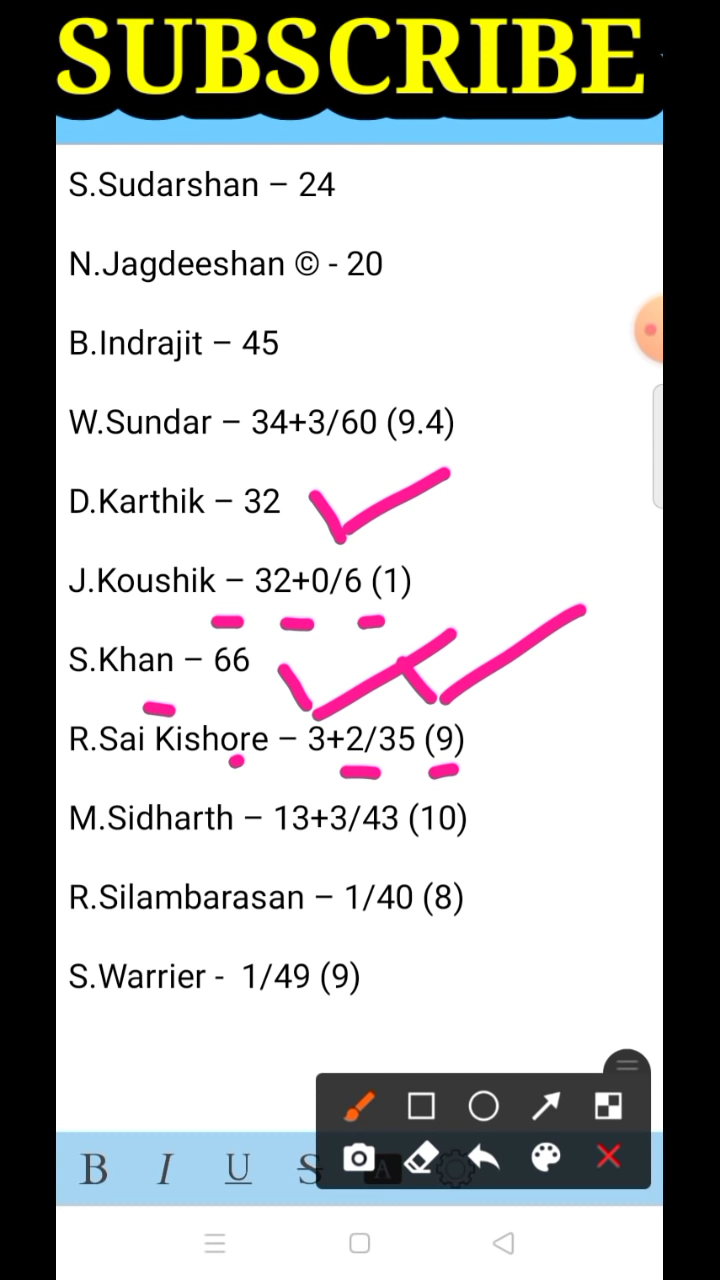 SUBSCRIBE
S.Sudarshan – 24
N.Jagdeeshan © - 20
B.Indrajit – 45
W.Sundar – 34+3/60 (9.4)
D.Karthik – 32
J.Koushik – 32+0/6 (1)
S.Khan – 66
R.Sai Kishore – 3+2/35 (9)
M.Sidharth – 13+3/43 (10)
R.Silambarasan – 1/40 (8)
S.Warrier - 1/49 (9)
B I U S A